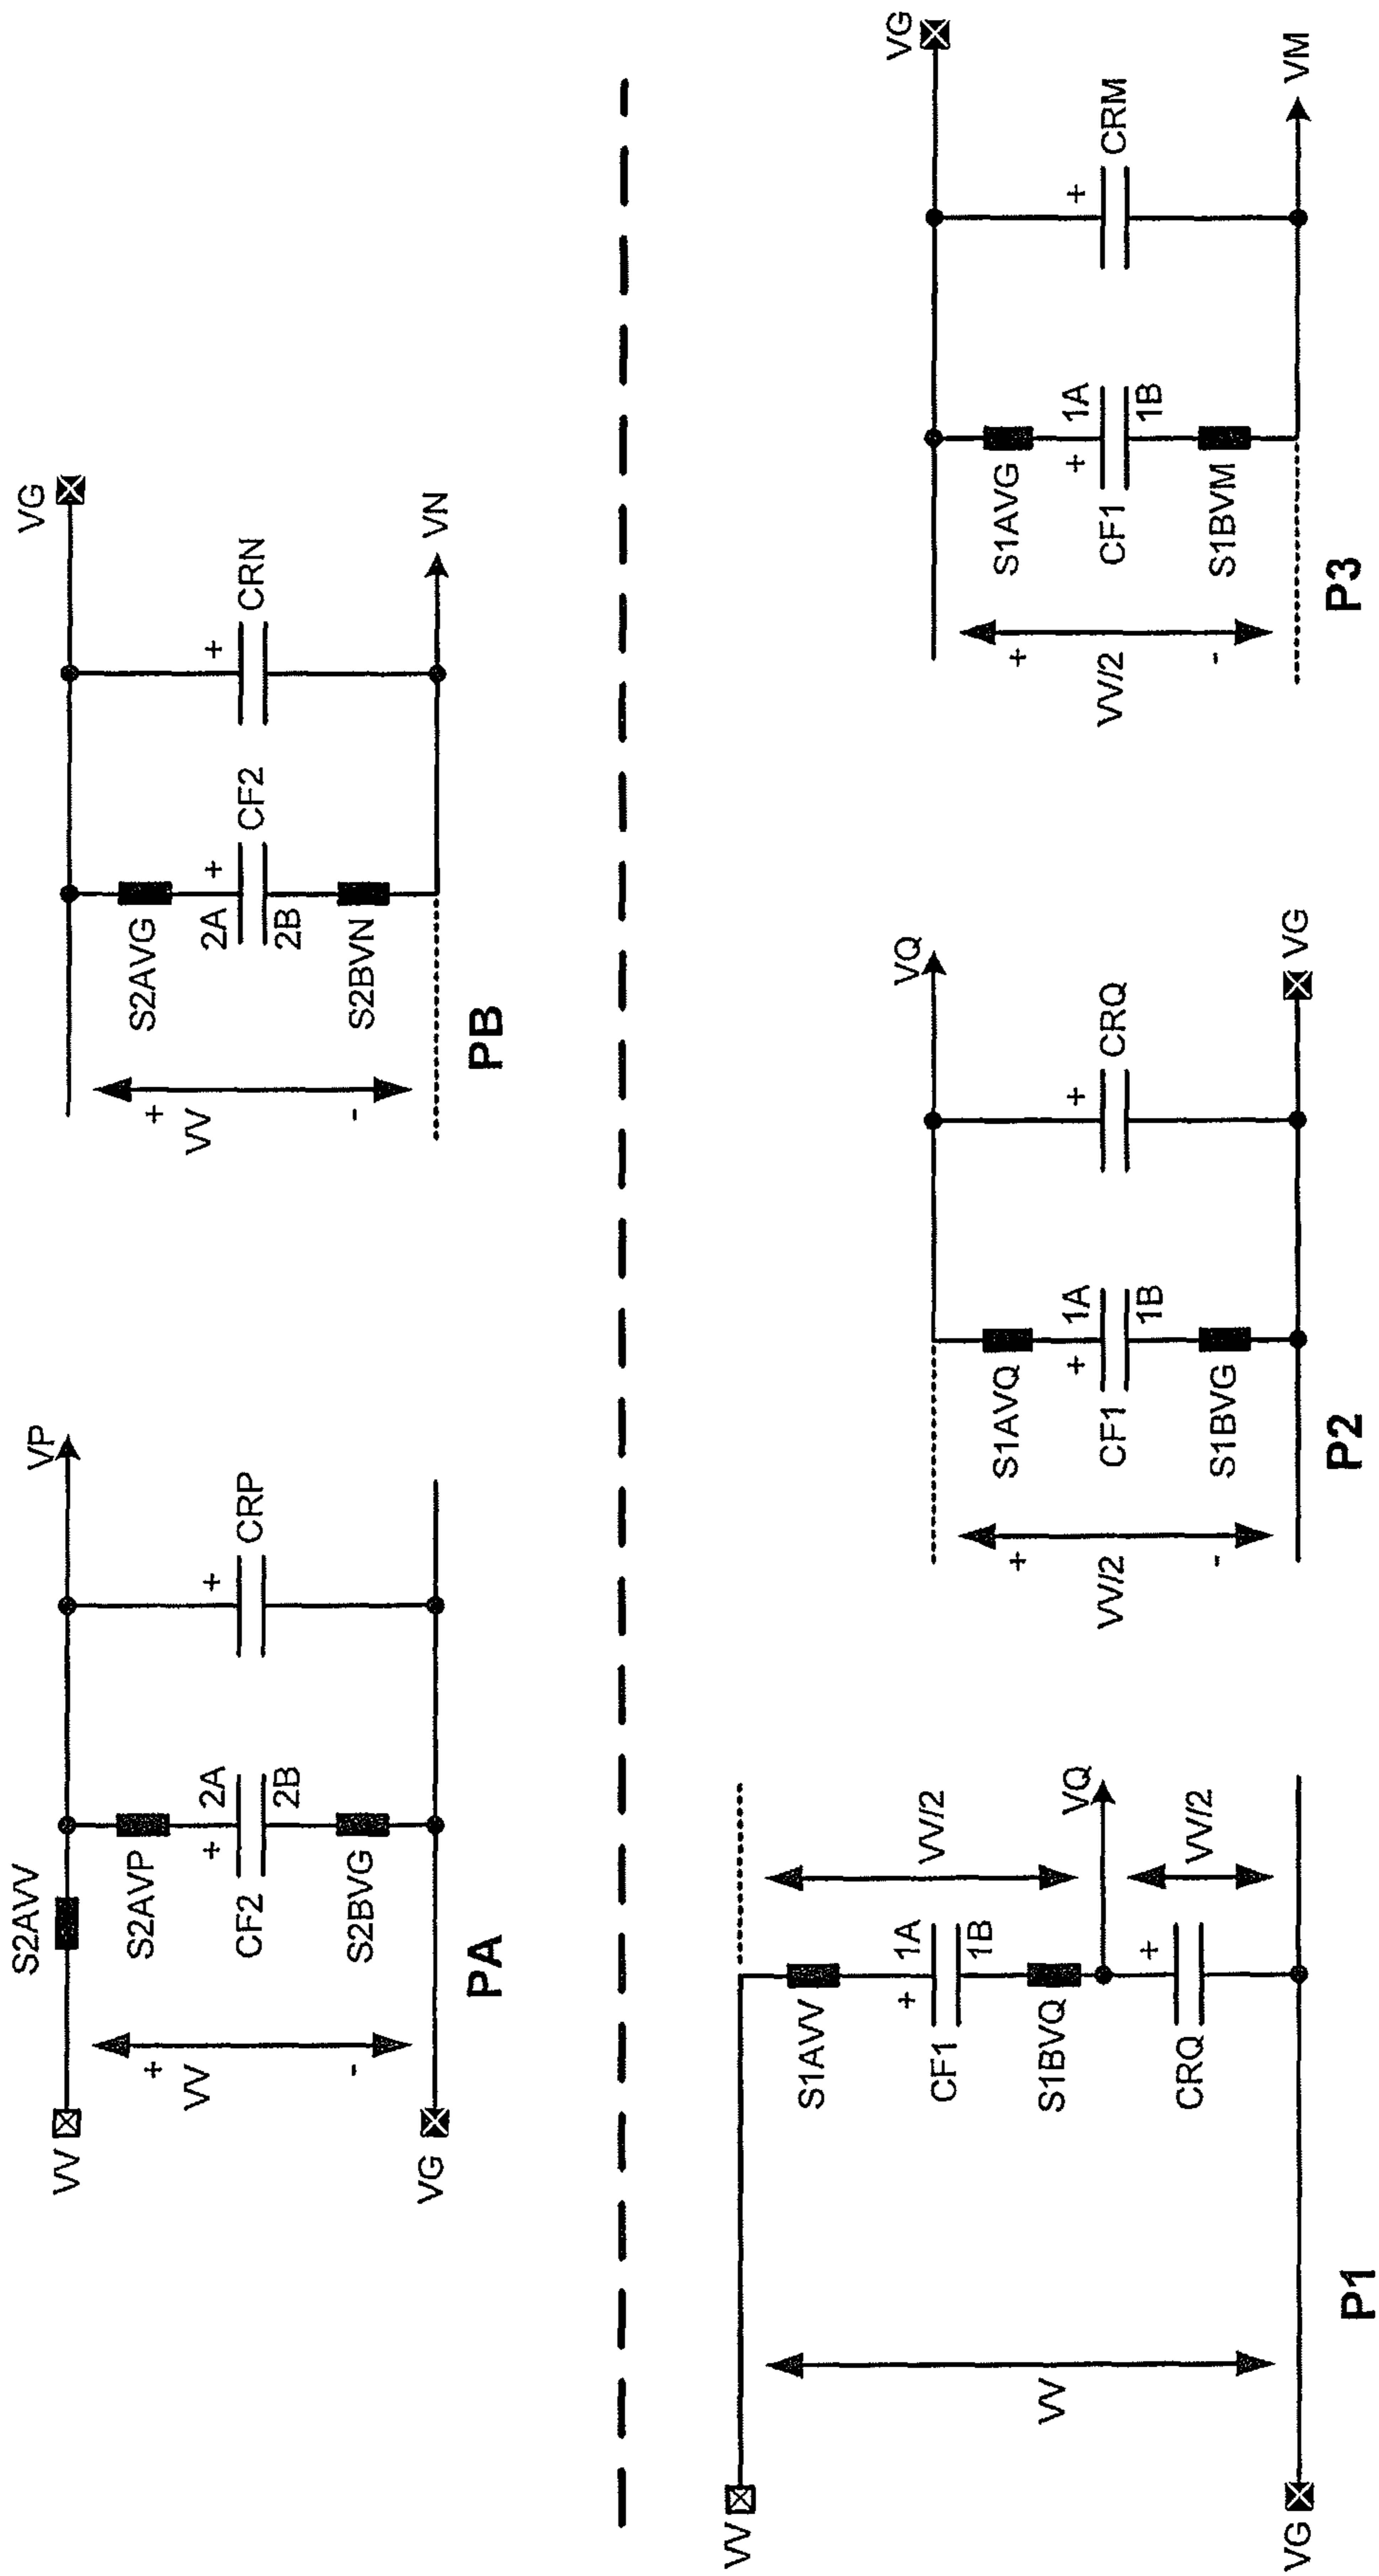 VV
S2AVV
VP
+
VV
-
S2AVP
+
2A
CF2
2B
S2BVG
+
CRP
VG
PA
VG
+
VV
-
S2AVG
2A
+
CF2
2B
S2BVN
+
CRN
VN
PB
VV
VV
S1AVV
+
1A
CF1
1B
S1BVQ
VV/2
VQ
+
CRQ
VV/2
VG
P1
VQ
+
VV/2
-
S1AVQ
+
1A
CF1
1B
S1BVG
+
CRQ
VG
P2
VG
+
VV/2
-
S1AVG
+
1A
CF1
1B
S1BVM
+
CRM
VM
P3